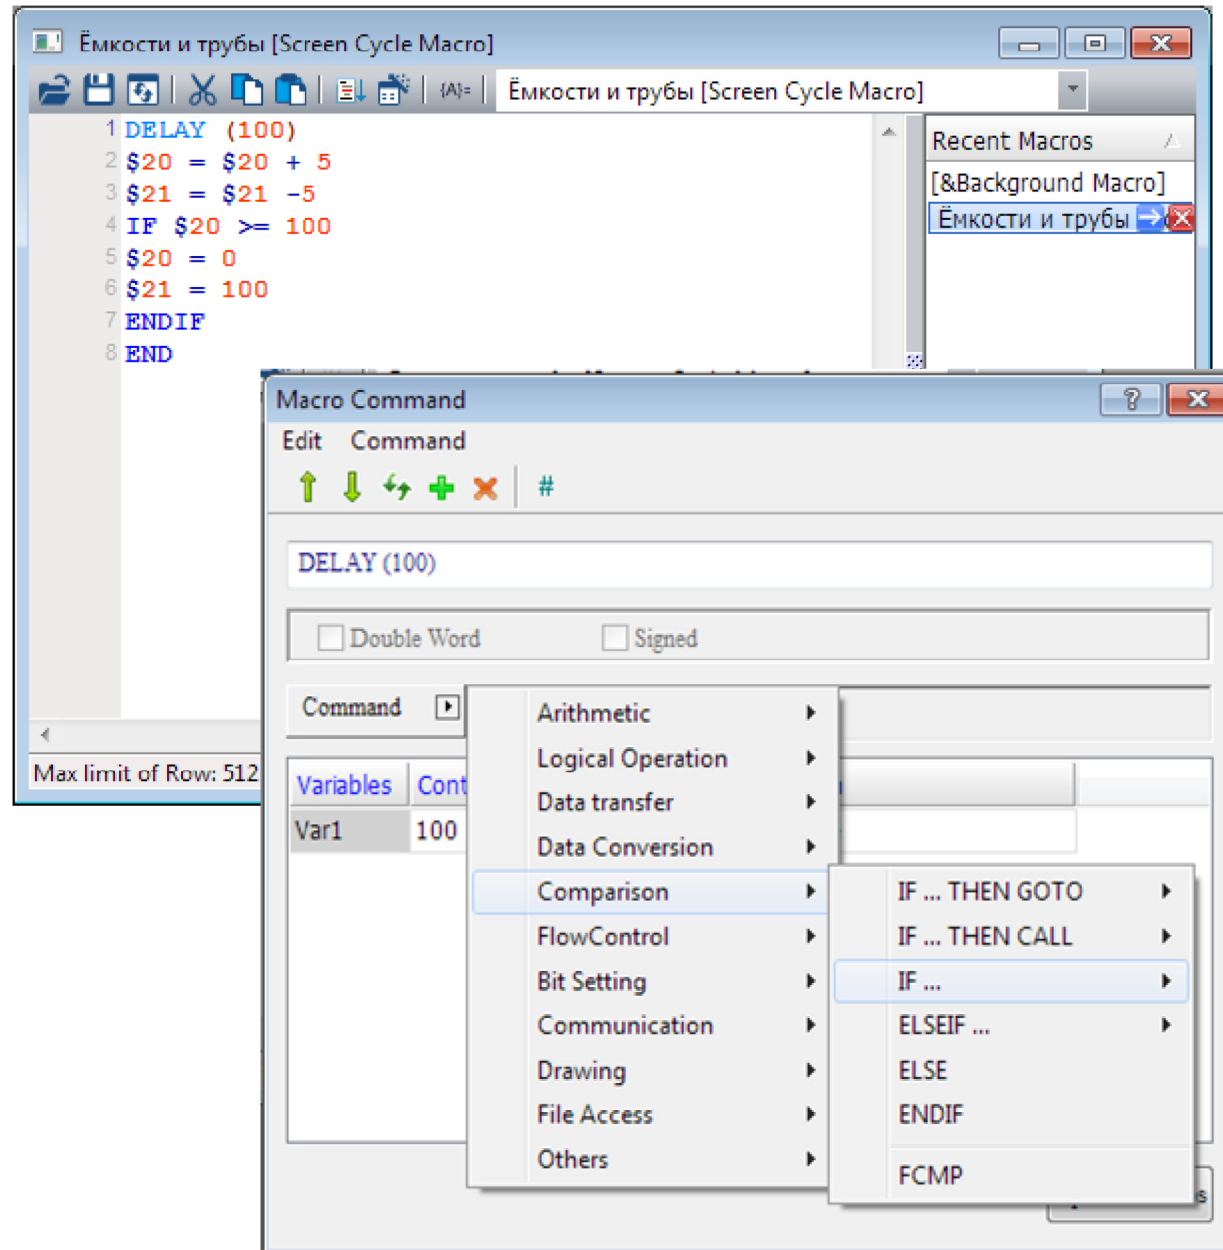 Ёмкости и трубы [Screen Cycle Macro]
{A}= Ёмкости и трубы [Screen Cycle Macro]
1 DELAY (100)
2 $20 = $20 + 5
3 $21 = $21 -5
4 IF $20 >= 100
5 $20 = 0
6 $21 = 100
7 ENDIF
8 END
Recent Macros
[&Background Macro]
Ёмкости и трубы
Max limit of Row: 512
Macro Command
Edit Command
#
DELAY (100)
Double Word Signed
Command
Variables Cont
Var1 100
Arithmetic
Logical Operation
Data transfer
Data Conversion
Comparison
FlowControl
Bit Setting
Communication
Drawing
File Access
Others
IF ... THEN GOTO
IF ... THEN CALL
IF ...
ELSEIF ...
ELSE
ENDIF
FCMP